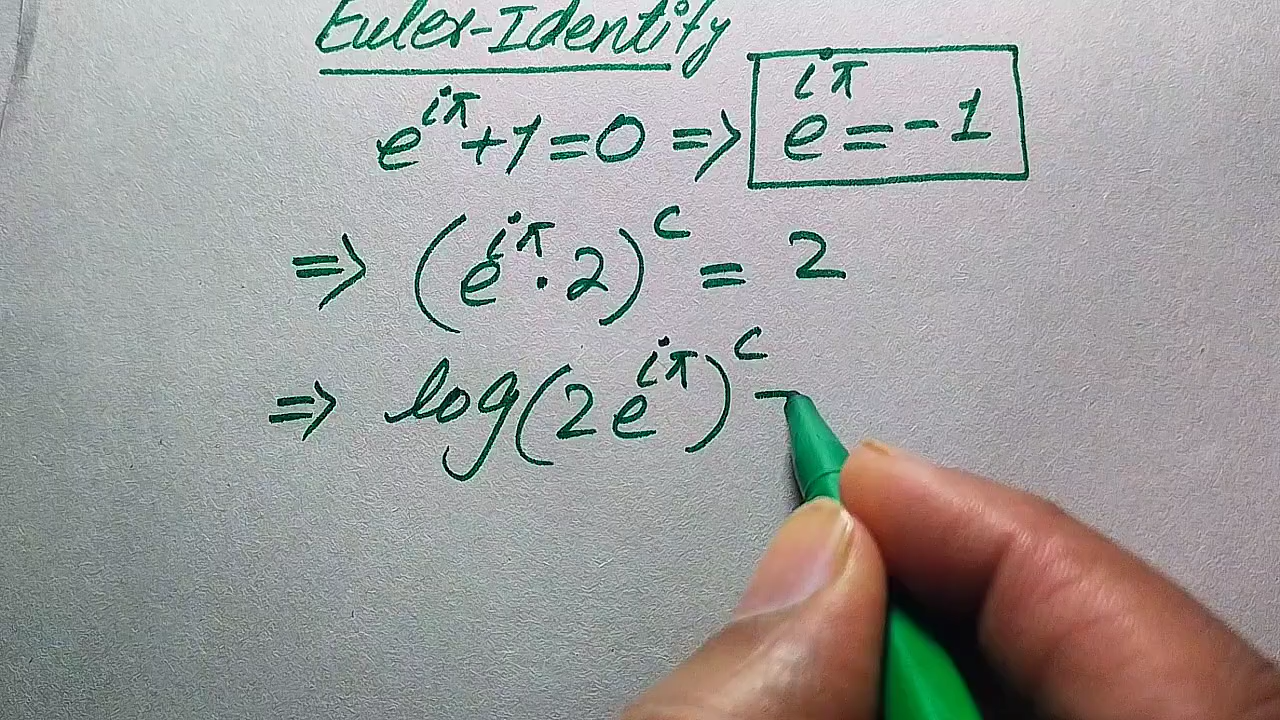 Euler-Identify
e^{iπ}+1=0 => e^{iπ}=-1
=> (e^{iπ}·2)^c = 2
=> log(2e^{iπ})^c